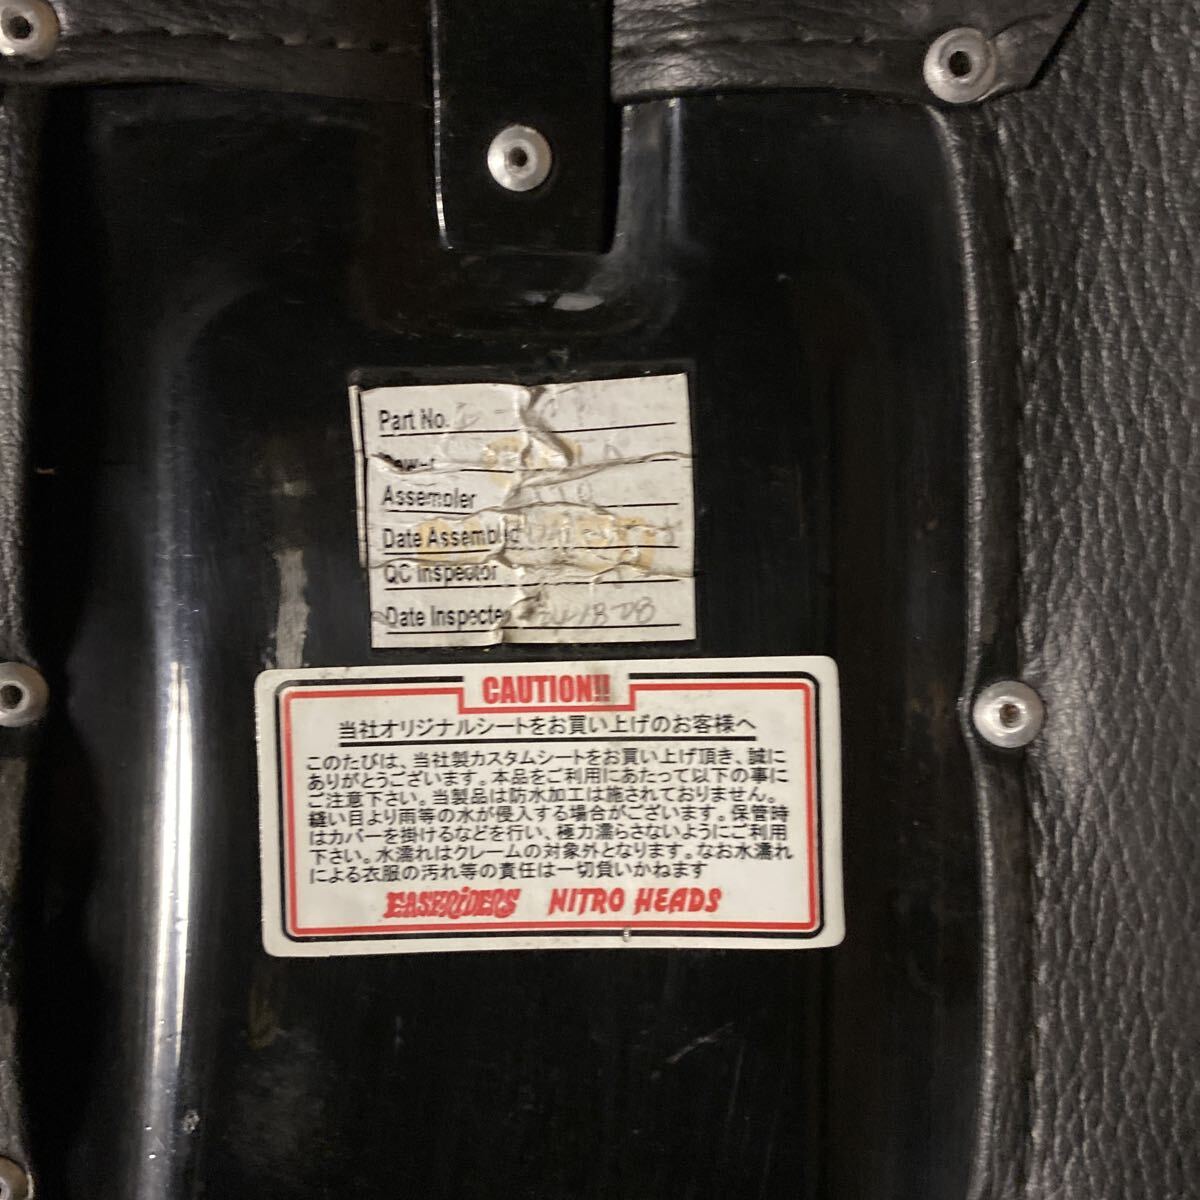 Part No.
Assembler
Date Assembled
QC Inspector
Date Inspected
CAUTION!!
当社オリジナルシートをお買い上げのお客様へ
このたびは、当社製カスタムシートをお買い上げ頂き、誠に
ありがとうございます。本品をご利用にあたって以下の事に
ご注意下さい。当製品は防水加工は施されておりません。
縫い目より雨等の水が侵入する場合がございます。保管時
はカバーを掛けるなどを行い、極力濡らさないようにご利用
下さい。水濡れはクレームの対象外となります。なお水濡れ
による衣服の汚れ等の責任は一切負いかねます
EASYRIDERS NITRO HEADS